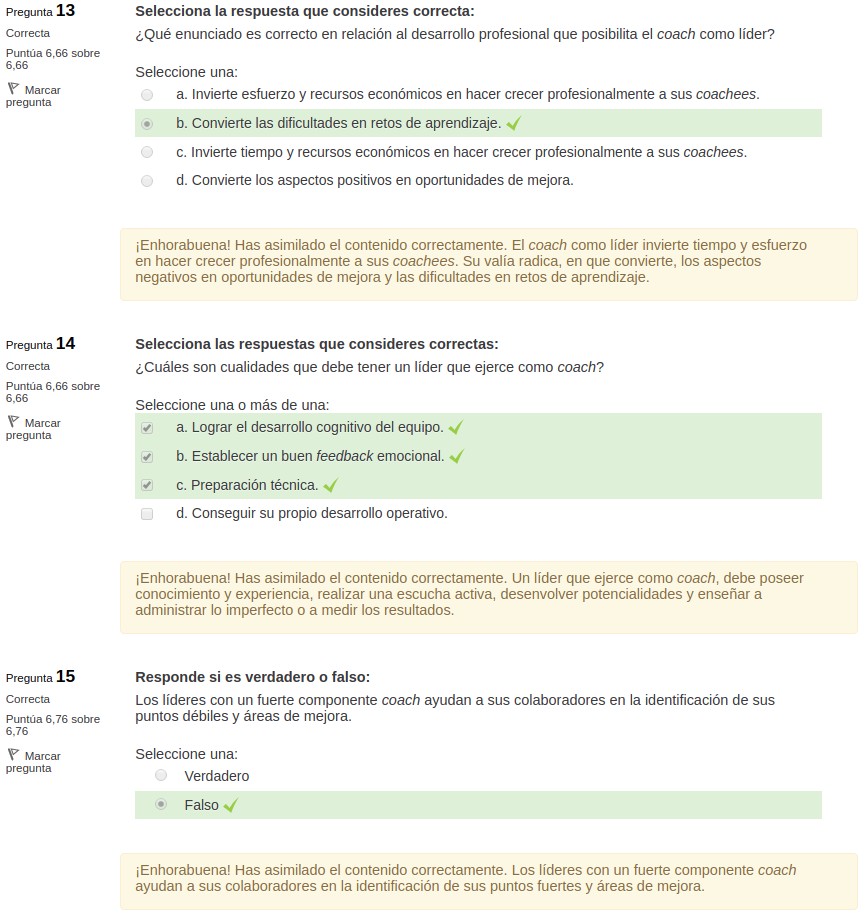 Pregunta 13
Correcta
Puntúa 6,66 sobre
6,66
Marcar
pregunta
Selecciona la respuesta que consideres correcta:
¿Qué enunciado es correcto en relación al desarrollo profesional que posibilita el coach como líder?
Seleccione una:
a. Invierte esfuerzo y recursos económicos en hacer crecer profesionalmente a sus coachees.
b. Convierte las dificultades en retos de aprendizaje.
c. Invierte tiempo y recursos económicos en hacer crecer profesionalmente a sus coachees.
d. Convierte los aspectos positivos en oportunidades de mejora.
¡Enhorabuena! Has asimilado el contenido correctamente. El coach como líder invierte tiempo y esfuerzo
en hacer crecer profesionalmente a sus coachees. Su valía radica, en que convierte, los aspectos
negativos en oportunidades de mejora y las dificultades en retos de aprendizaje.
Pregunta 14
Correcta
Puntúa 6,66 sobre
6,66
Marcar
pregunta
Selecciona las respuestas que consideres correctas:
¿Cuáles son cualidades que debe tener un líder que ejerce como coach?
Seleccione una o más de una:
a. Lograr el desarrollo cognitivo del equipo.
b. Establecer un buen feedback emocional.
c. Preparación técnica.
d. Conseguir su propio desarrollo operativo.
¡Enhorabuena! Has asimilado el contenido correctamente. Un líder que ejerce como coach, debe poseer
conocimiento y experiencia, realizar una escucha activa, desenvolver potencialidades y enseñar a
administrar lo imperfecto o a medir los resultados.
Pregunta 15
Correcta
Puntúa 6,76 sobre
6,76
Marcar
pregunta
Responde si es verdadero o falso:
Los líderes con un fuerte componente coach ayudan a sus colaboradores en la identificación de sus
puntos débiles y áreas de mejora.
Seleccione una:
Verdadero
Falso
¡Enhorabuena! Has asimilado el contenido correctamente. Los líderes con un fuerte componente coach
ayudan a sus colaboradores en la identificación de sus puntos fuertes y áreas de mejora.